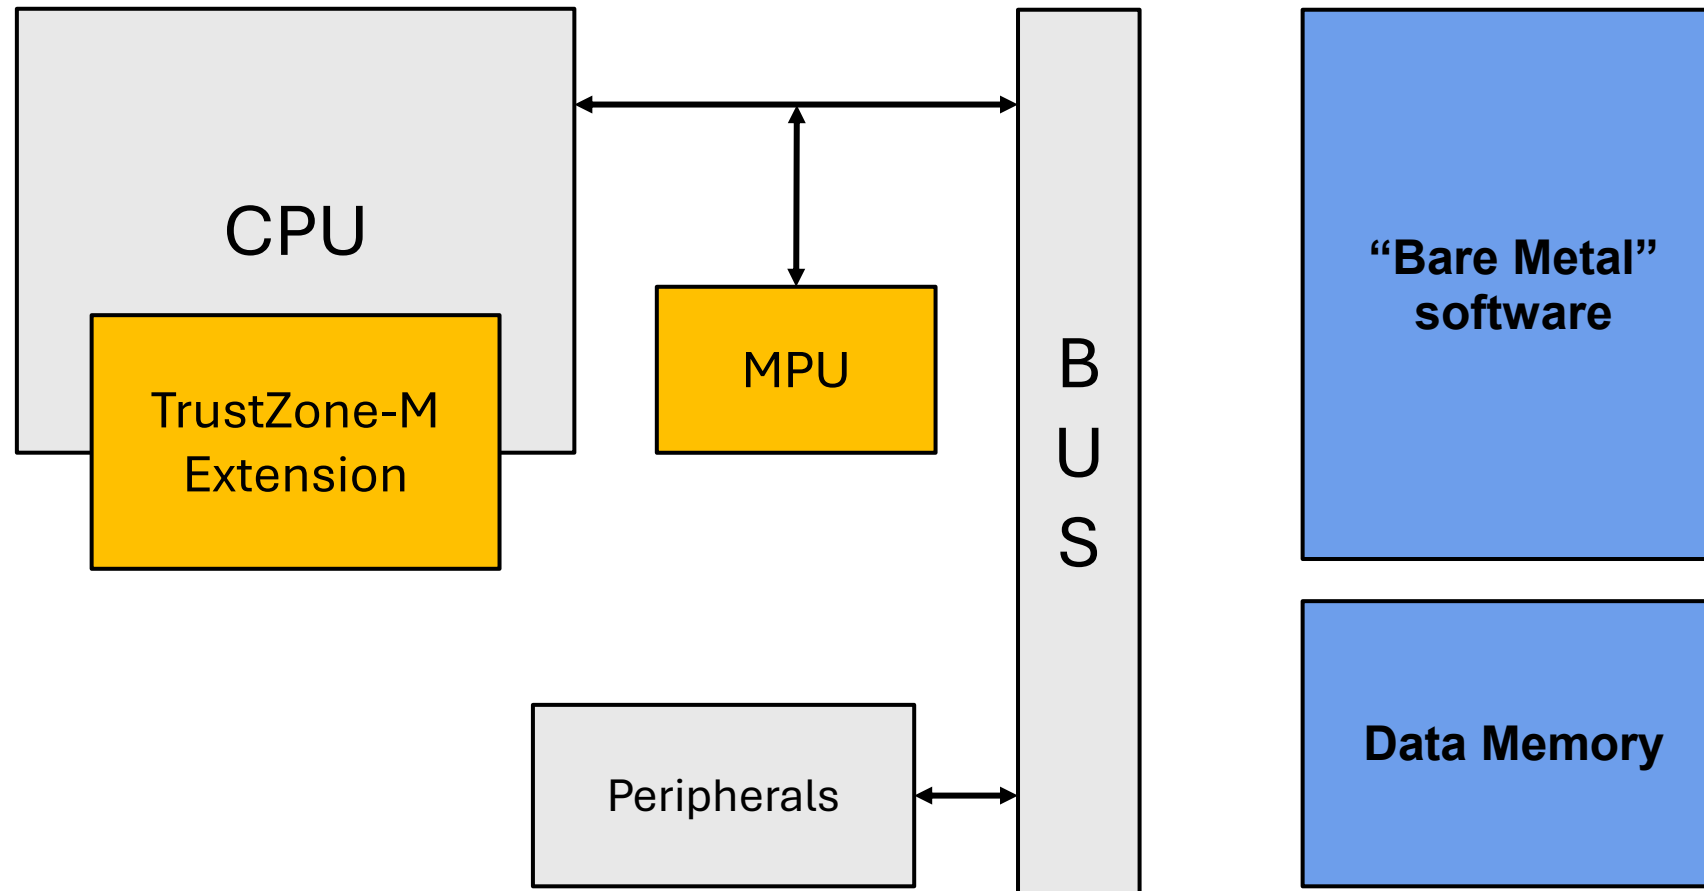 CPU
TrustZone-M
Extension
MPU
B
U
S
Peripherals
“Bare Metal”
software
Data Memory